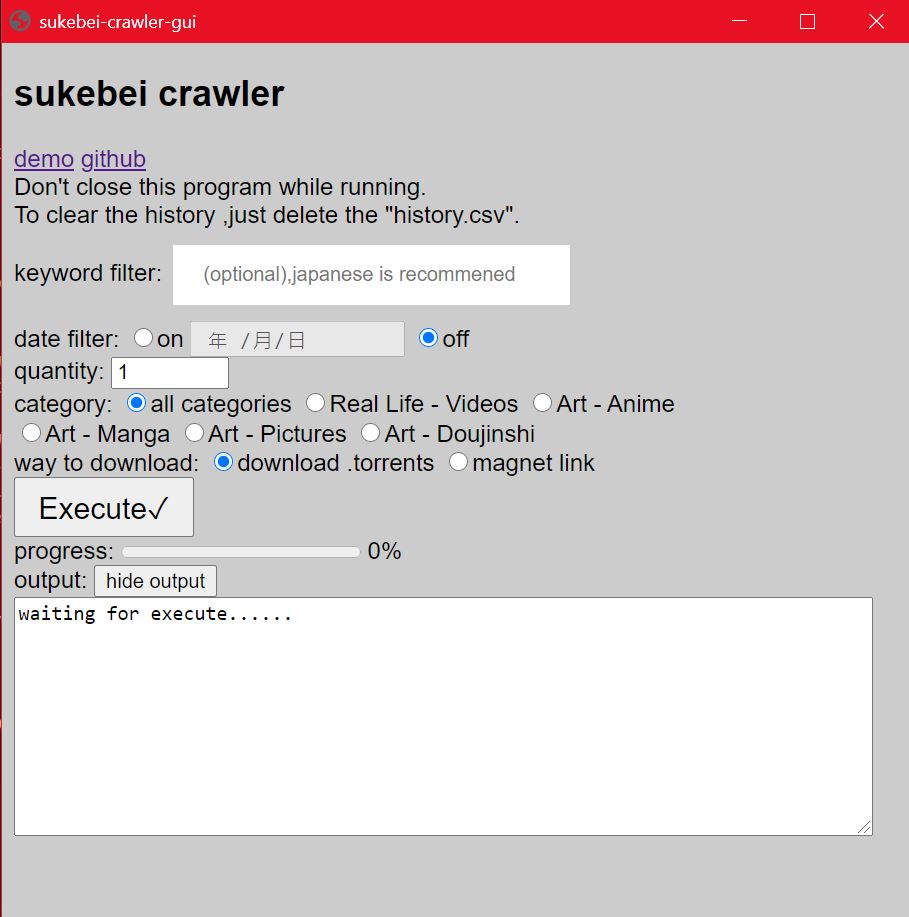 sukebei-crawler-gui
sukebei crawler
demo github
Don't close this program while running.
To clear the history ,just delete the "history.csv".
keyword filter: (optional),japanese is recommened
date filter: on 年 /月/日 off
quantity: 1
category: all categories Real Life - Videos Art - Anime
Art - Manga Art - Pictures Art - Doujinshi
way to download: download .torrents magnet link
Execute✓
progress: 0%
output: hide output
waiting for execute......